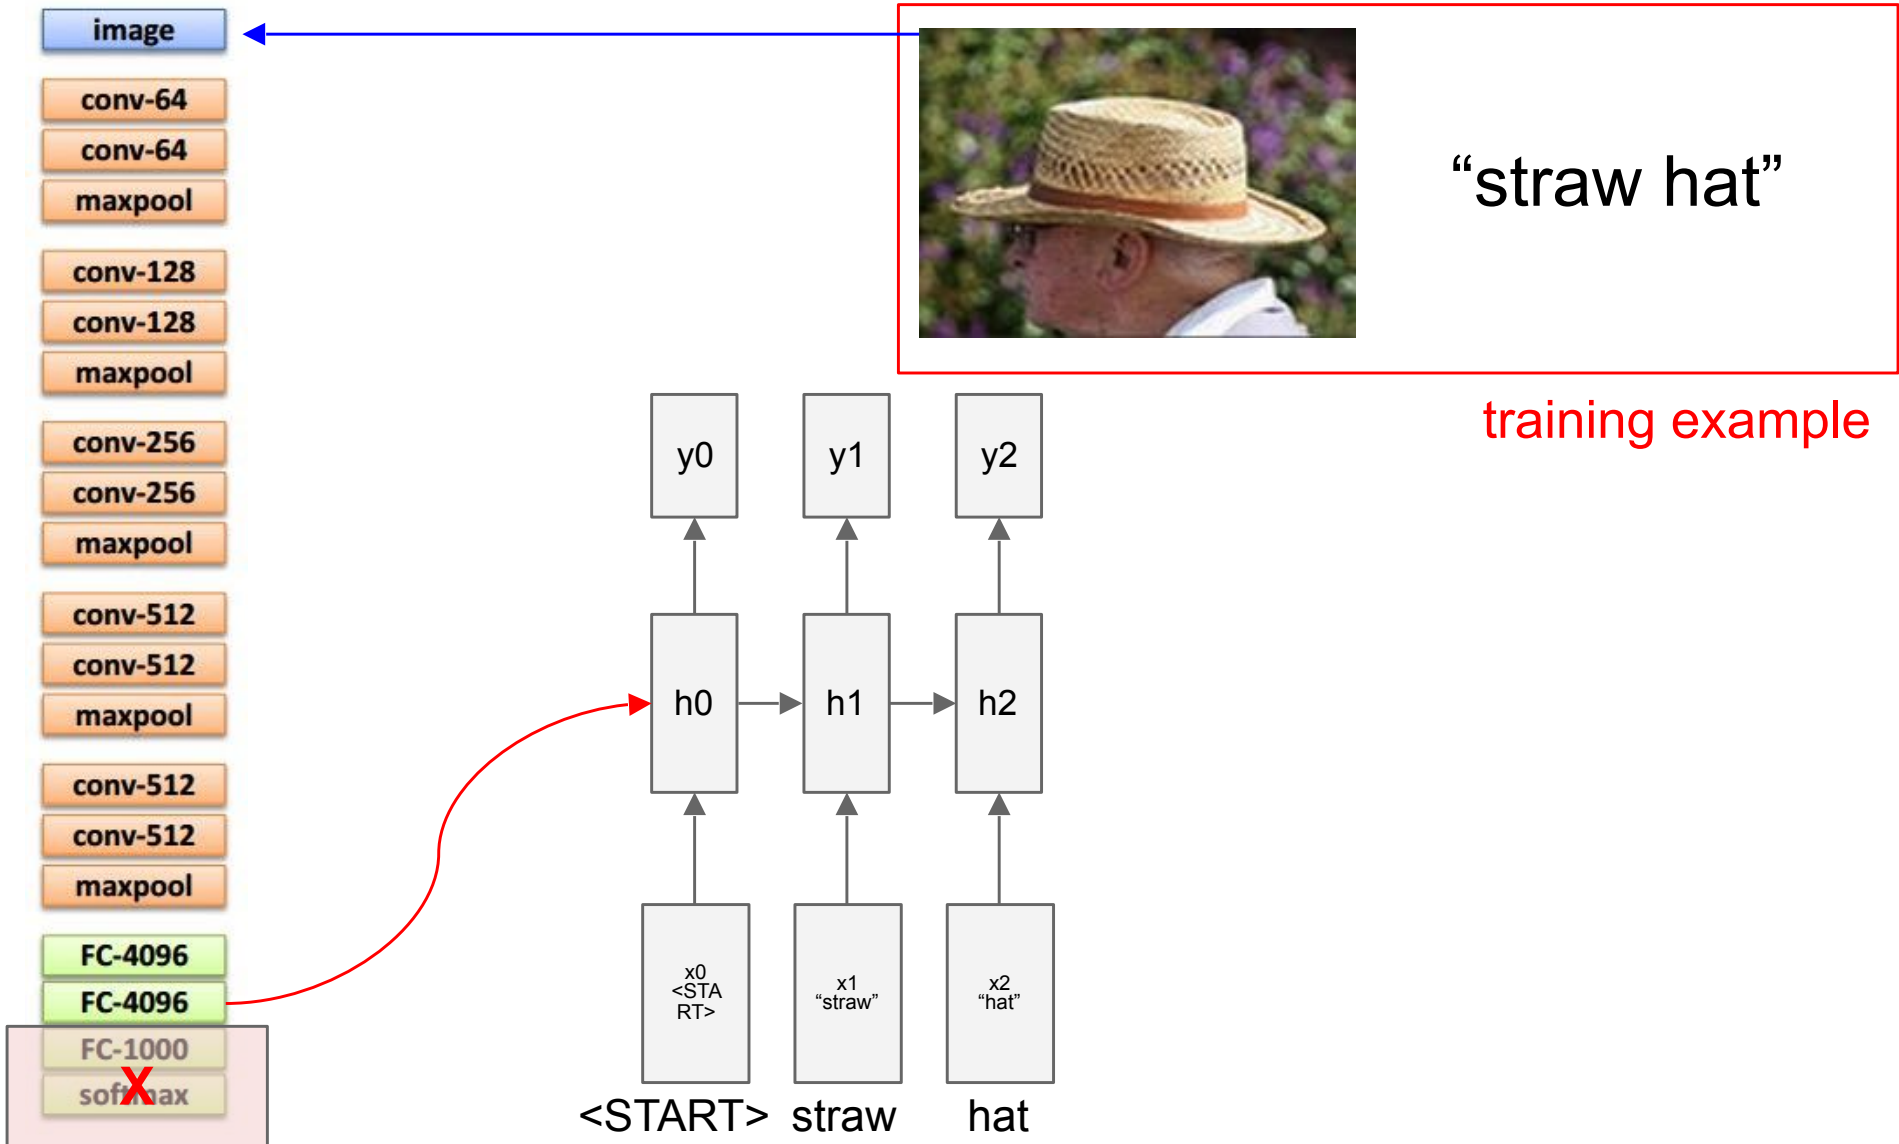 image
conv-64
conv-64
maxpool
conv-128
conv-128
maxpool
conv-256
conv-256
maxpool
conv-512
conv-512
maxpool
conv-512
conv-512
maxpool
FC-4096
FC-4096
FC-1000
softmax
X
“straw hat”
training example
y0
y1
y2
h0
h1
h2
x0
<STA
RT>
x1
“straw”
x2
“hat”
<START>
straw
hat